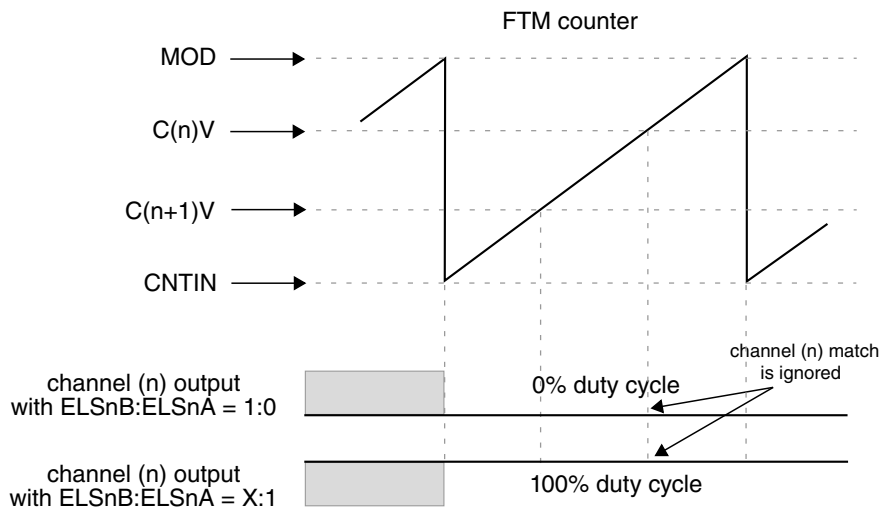 FTM counter
MOD
C(n)V
C(n+1)V
CNTIN
channel (n) match
is ignored
channel (n) output
with ELSnB:ELSnA = 1:0
0% duty cycle
channel (n) output
with ELSnB:ELSnA = X:1
100% duty cycle